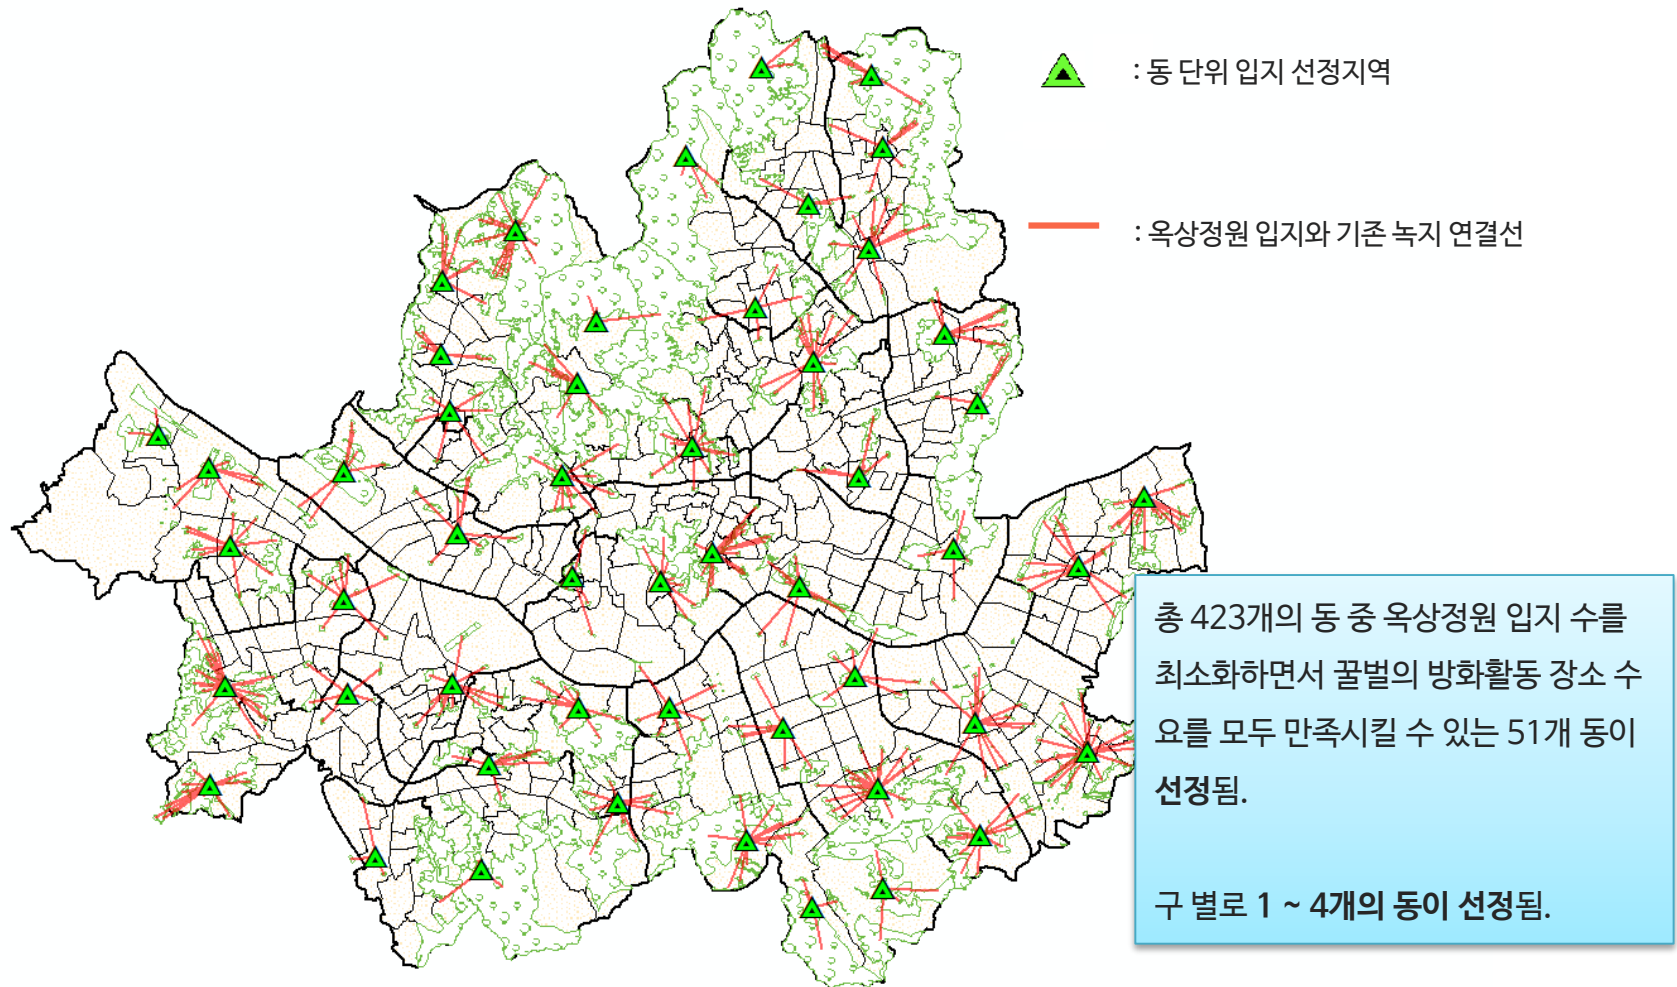 : 동 단위 입지 선정지역
: 옥상정원 입지와 기존 녹지 연결선
총 423개의 동 중 옥상정원 입지 수를
최소화하면서 꿀벌의 방화활동 장소 수
요를 모두 만족시킬 수 있는 51개 동이
선정됨.
구 별로 1 ~ 4개의 동이 선정됨.